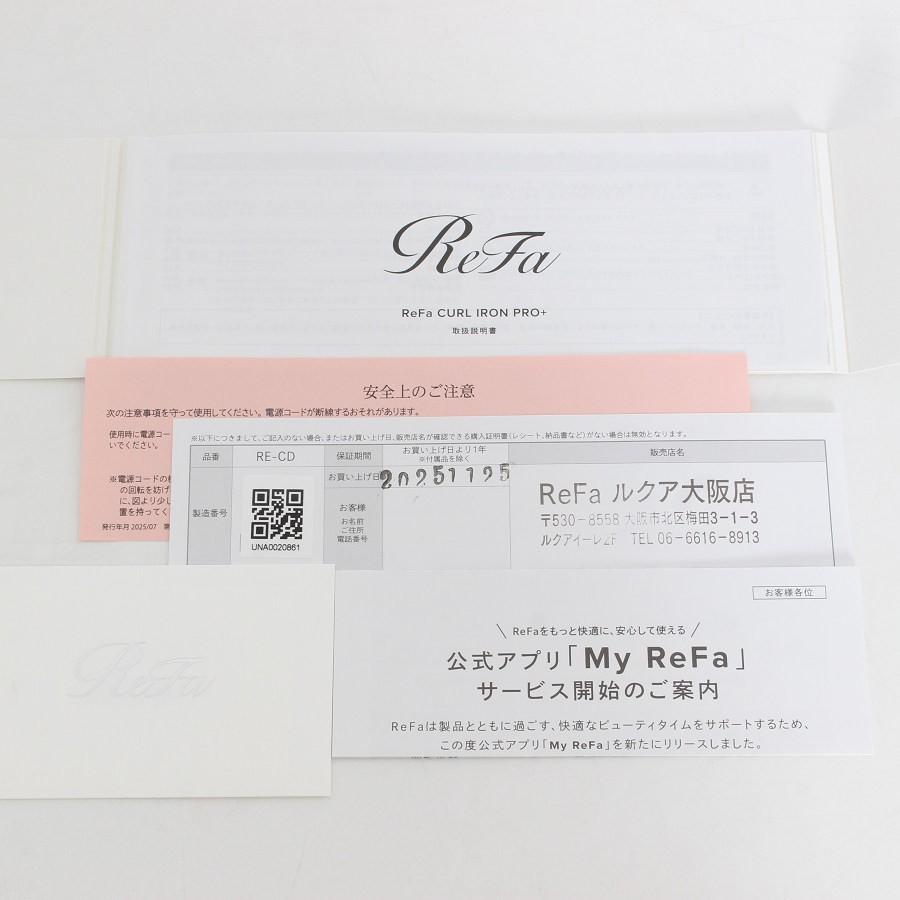 ReFa
ReFa CURL IRON PRO+
取扱説明書
安全上のご注意
次の注意事項を守って使用してください。電源コードが断線するおそれがあります。
使用時に電源コー
いでください。
※電源コードの
の回転を妨げ
に、図より少し
置を持ってく
発行年月 2025/07 第
※以下につきまして、ご記入のない場合、またはお買い上げ日、販売店名が確認できる購入証明書(レシート、納品書など)がない場合は無効となります。
品番 RE-CD 保証期間 お買い上げ日より1年 販売店名
※付属品を除く
お買い上げ日 20251125
製造番号 UNA0020861
お客様
お名前
ご住所
電話番号
ReFa ルクア大阪店
〒530-8558 大阪市北区梅田3-1-3
ルクアイーレ2F TEL 06-6616-8913
お客様各位
\ ReFaをもっと快適に、安心して使える /
公式アプリ「My ReFa」
サービス開始のご案内
ReFaは製品とともに過ごす、快適なビューティタイムをサポートするため、
この度公式アプリ「My ReFa」を新たにリリースしました。
ReFa